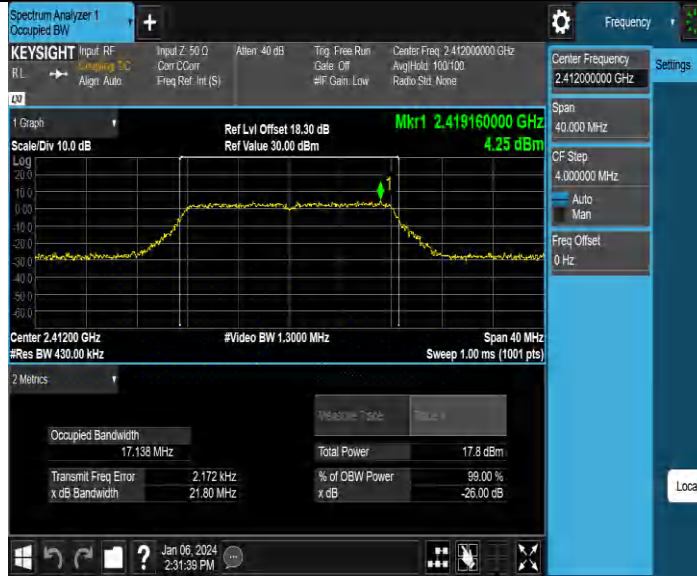 Spectrum Analyzer 1
Occupied BW
+
Frequency
KEYSIGHT Input: RF
RL
Coupling: DC
Align: Auto
LXI
Input Z: 50 Ω
Corr CCorr
Freq Ref: Int (S)
Atten: 40 dB
Trig: Free Run
Gate: Off
#IF Gain: Low
Center Freq: 2.412000000 GHz
Avg|Hold: 100/100
Radio Std: None
Center Frequency
2.412000000 GHz
Settings
Span
40.000 MHz
CF Step
4.000000 MHz
Auto
Man
Freq Offset
0 Hz
1 Graph
Scale/Div 10.0 dB
Ref Lvl Offset 18.30 dB
Ref Value 30.00 dBm
Mkr1 2.419160000 GHz
4.25 dBm
Log
20.0
10.0
0.00
-10.0
-20.0
-30.0
-40.0
-50.0
-60.0
1
Center 2.41200 GHz
#Res BW 430.00 kHz
#Video BW 1.3000 MHz
Span 40 MHz
Sweep 1.00 ms (1001 pts)
2 Metrics
Measure Trace
Occupied Bandwidth
17.138 MHz
Total Power 17.8 dBm
Transmit Freq Error 2.172 kHz
% of OBW Power 99.00 %
x dB Bandwidth 21.80 MHz
x dB -26.00 dB
Loca
?
Jan 06, 2024
2:31:39 PM